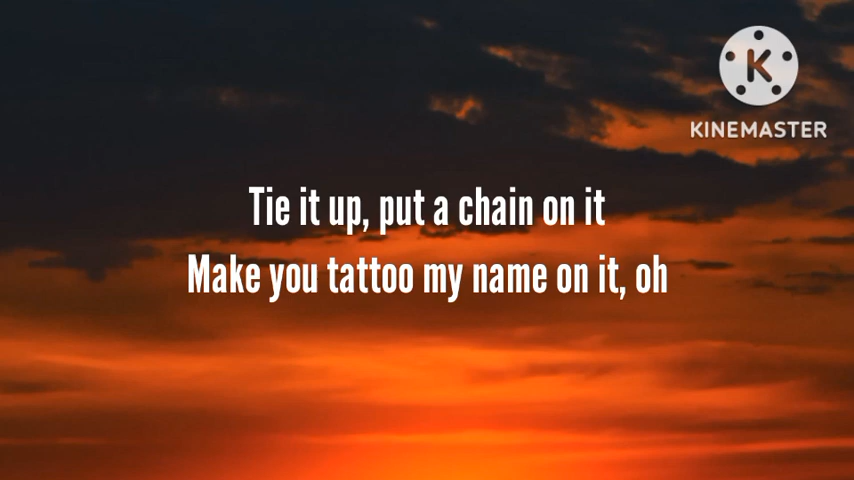 K
KINEMASTER
Tie it up, put a chain on it
Make you tattoo my name on it, oh